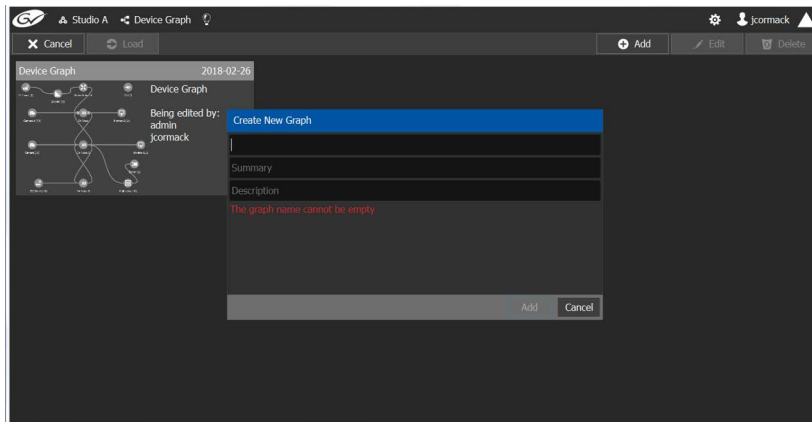 GV Studio A Device Graph jcormack
Cancel Load Add Edit Delete
Device Graph 2018-02-26
Device Graph
Being edited by:
admin
jcormack
Create New Graph
Summary
Description
The graph name cannot be empty
Add Cancel